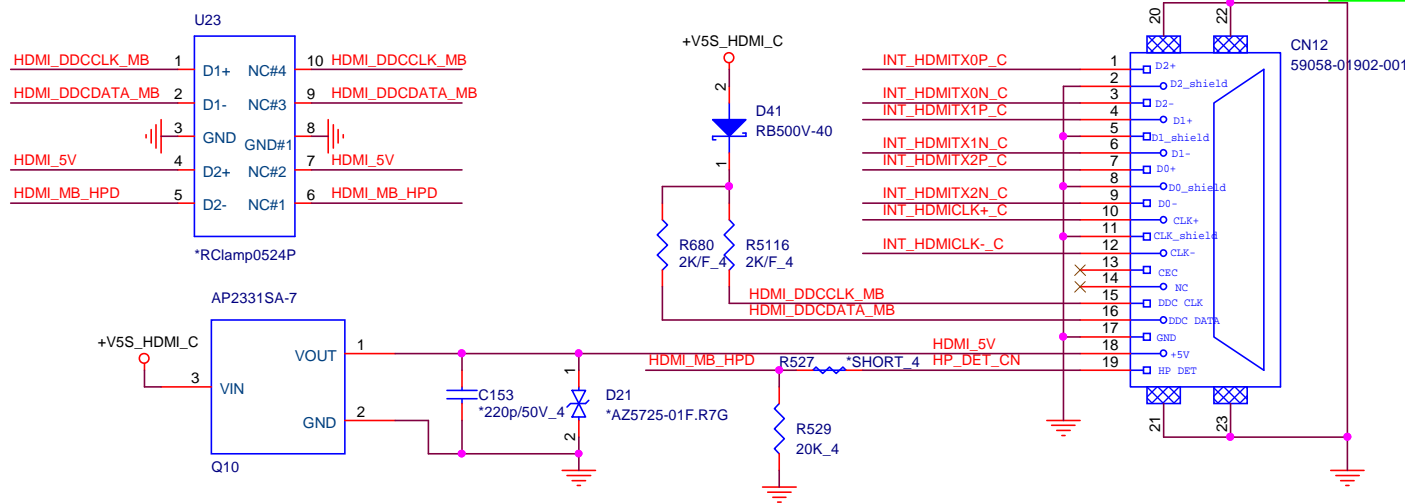 U23
HDMI_DDCCLK_MB 1 D1+ NC#4 10 HDMI_DDCCLK_MB
HDMI_DDCDATA_MB 2 D1- NC#3 9 HDMI_DDCDATA_MB
3 GND GND#1 8
HDMI_5V 4 D2+ NC#2 7 HDMI_5V
HDMI_MB_HPD 5 D2- NC#1 6 HDMI_MB_HPD
*RClamp0524P
AP2331SA-7
+V5S_HDMI_C
3 VIN
VOUT 1
GND 2
Q10
C153
*220p/50V_4
1
D21
*AZ5725-01F.R7G
2
+V5S_HDMI_C
2
D41
RB500V-40
1
R680
2K/F_4
R5116
2K/F_4
HDMI_DDCCLK_MB
HDMI_DDCDATA_MB
HDMI_5V
HDMI_MB_HPD
R527 *SHORT_4
HP_DET_CN
R529
20K_4
20 22
CN12
59058-01902-001
INT_HDMITX0P_C 1 D2+
2 D2_shield
INT_HDMITX0N_C 3 D2-
INT_HDMITX1P_C 4 D1+
5 D1_shield
INT_HDMITX1N_C 6 D1-
INT_HDMITX2P_C 7 D0+
8 D0_shield
INT_HDMITX2N_C 9 D0-
INT_HDMICLK+_C 10 CLK+
11 CLK_shield
INT_HDMICLK-_C 12 CLK-
13 CEC
14 NC
15 DDC CLK
16 DDC DATA
17 GND
18 +5V
19 HP DET
21 23